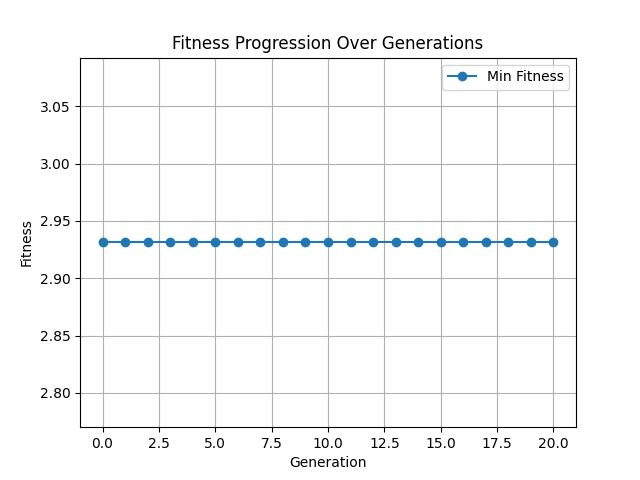 Fitness Progression Over Generations
Min Fitness
3.05
3.00
2.95
2.90
2.85
2.80
Fitness
0.0 2.5 5.0 7.5 10.0 12.5 15.0 17.5 20.0
Generation